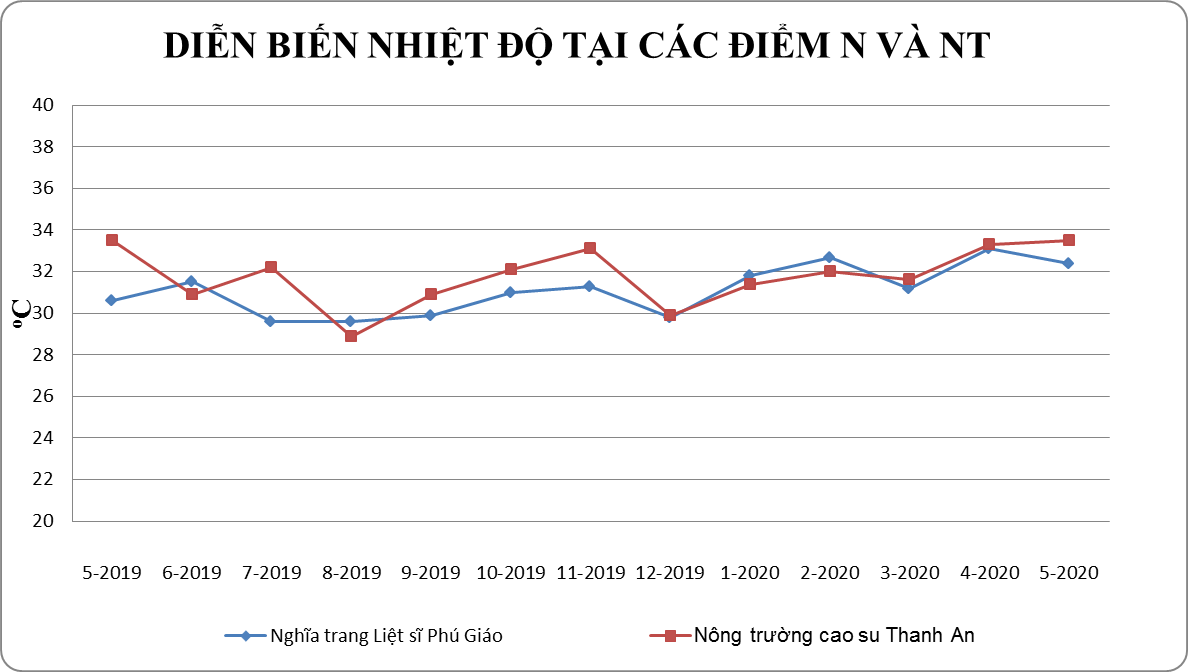 DIỄN BIẾN NHIỆT ĐỘ TẠI CÁC ĐIỂM N VÀ NT
40
38
36
34
32
30
28
26
24
22
20
ºC
5-2019 6-2019 7-2019 8-2019 9-2019 10-2019 11-2019 12-2019 1-2020 2-2020 3-2020 4-2020 5-2020
Nghĩa trang Liệt sĩ Phú Giáo Nông trường cao su Thanh An